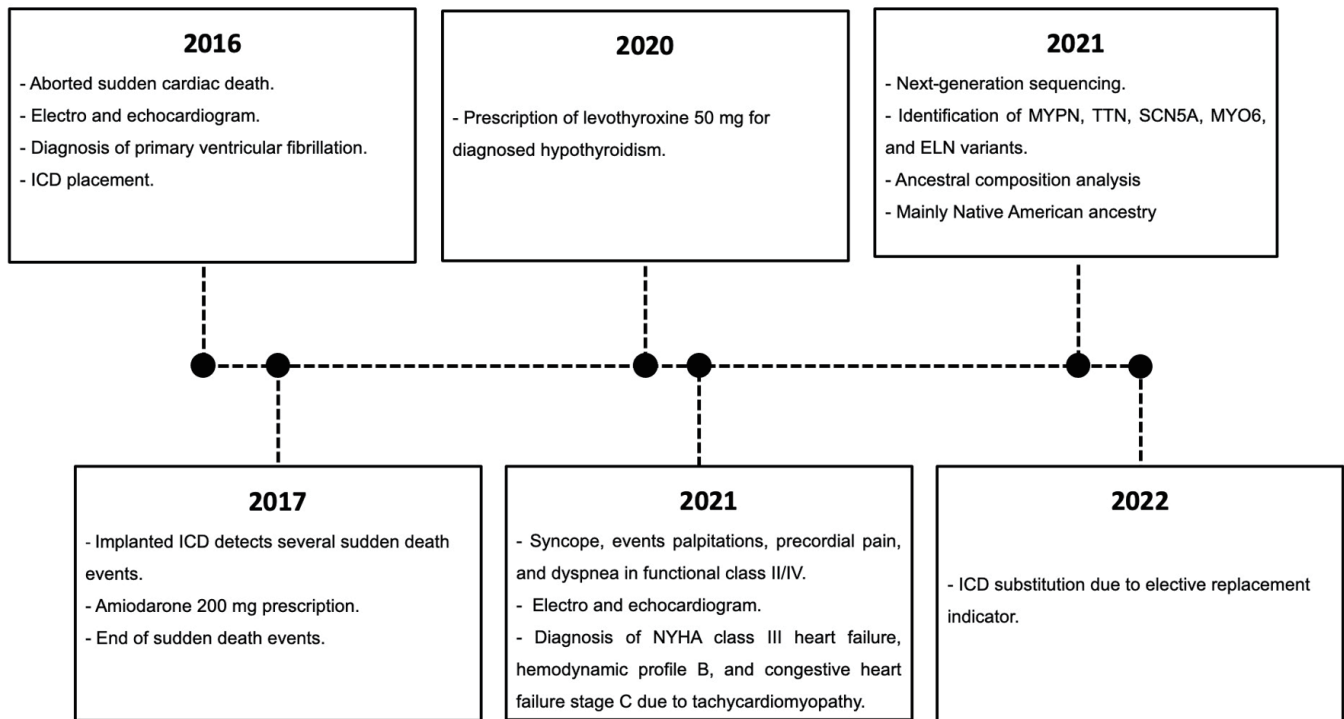 2016
- Aborted sudden cardiac death.
- Electro and echocardiogram.
- Diagnosis of primary ventricular fibrillation.
- ICD placement.
2020
- Prescription of levothyroxine 50 mg for
diagnosed hypothyroidism.
2021
- Next-generation sequencing.
- Identification of MYPN, TTN, SCN5A, MYO6,
and ELN variants.
- Ancestral composition analysis
- Mainly Native American ancestry
2017
- Implanted ICD detects several sudden death
events.
- Amiodarone 200 mg prescription.
- End of sudden death events.
2021
- Syncope, events palpitations, precordial pain,
and dyspnea in functional class II/IV.
- Electro and echocardiogram.
- Diagnosis of NYHA class III heart failure,
hemodynamic profile B, and congestive heart
failure stage C due to tachycardiomyopathy.
2022
- ICD substitution due to elective replacement
indicator.